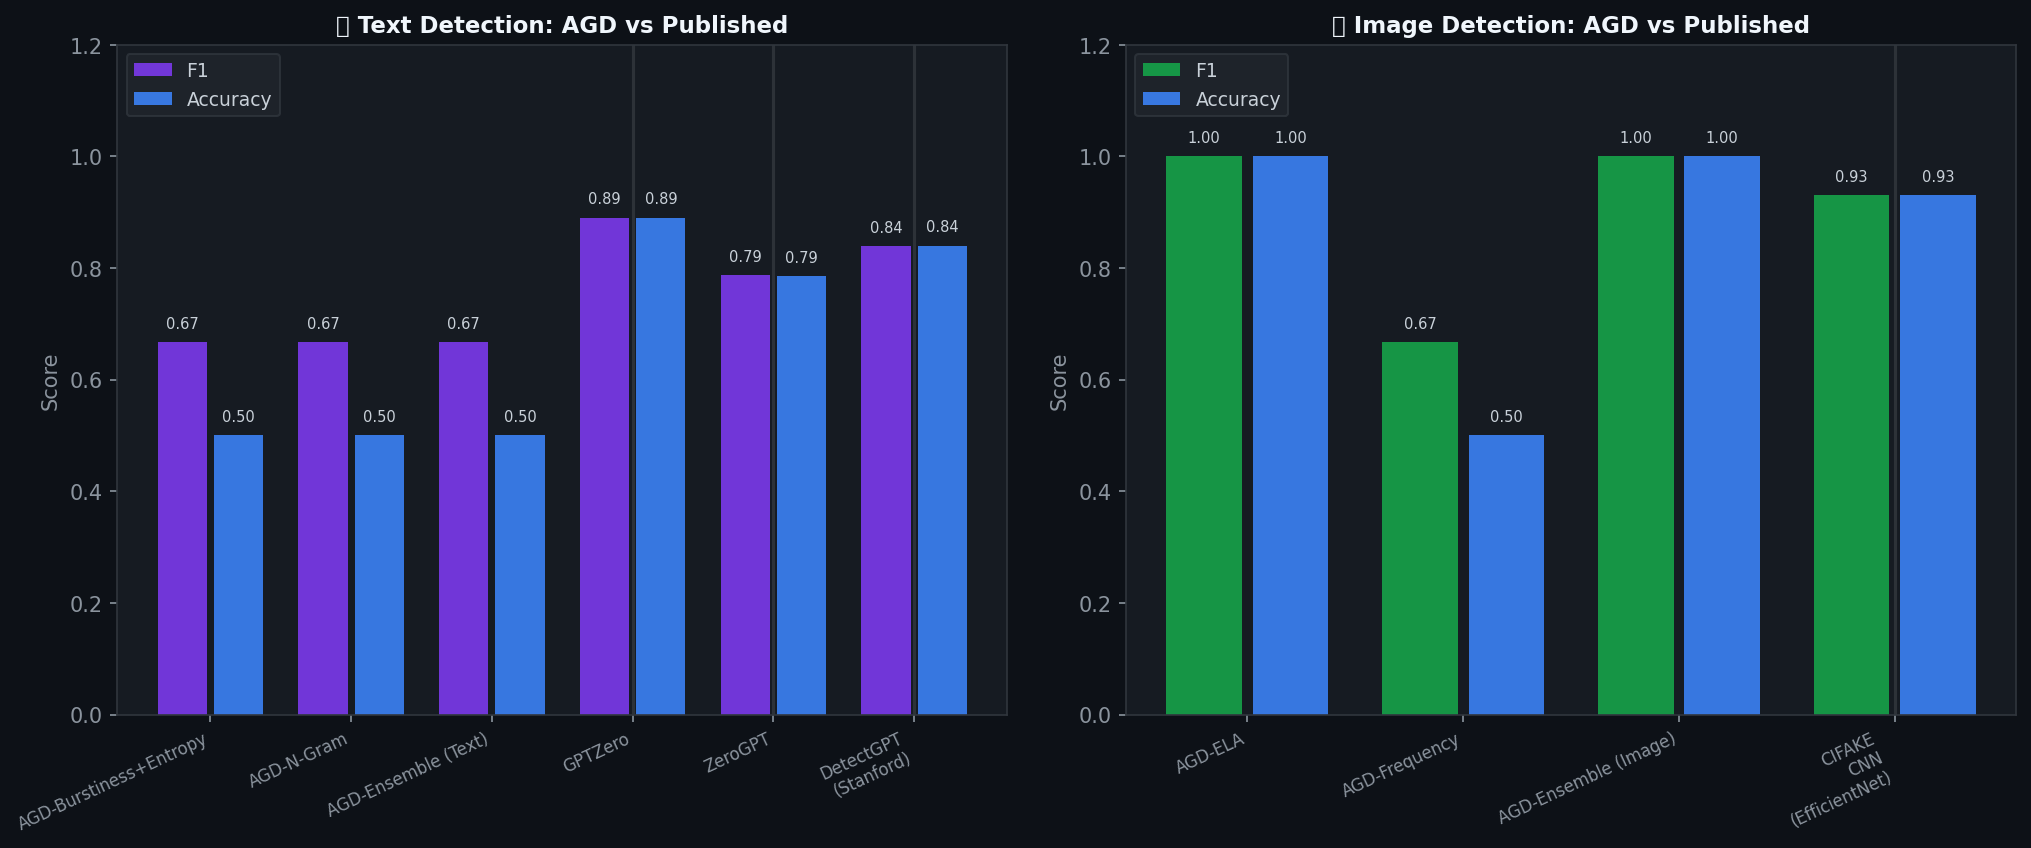 Text Detection: AGD vs Published
F1
Accuracy
Score
1.2
1.0
0.8
0.6
0.4
0.2
0.0
0.67
0.50
0.67
0.50
0.67
0.50
0.89
0.89
0.79
0.79
0.84
0.84
AGD-Burstiness+Entropy
AGD-N-Gram
AGD-Ensemble (Text)
GPTZero
ZeroGPT
DetectGPT
(Stanford)
Image Detection: AGD vs Published
F1
Accuracy
Score
1.2
1.0
0.8
0.6
0.4
0.2
0.0
1.00
1.00
0.67
0.50
1.00
1.00
0.93
0.93
AGD-ELA
AGD-Frequency
AGD-Ensemble (Image)
CIFAKE
CNN
(EfficientNet)